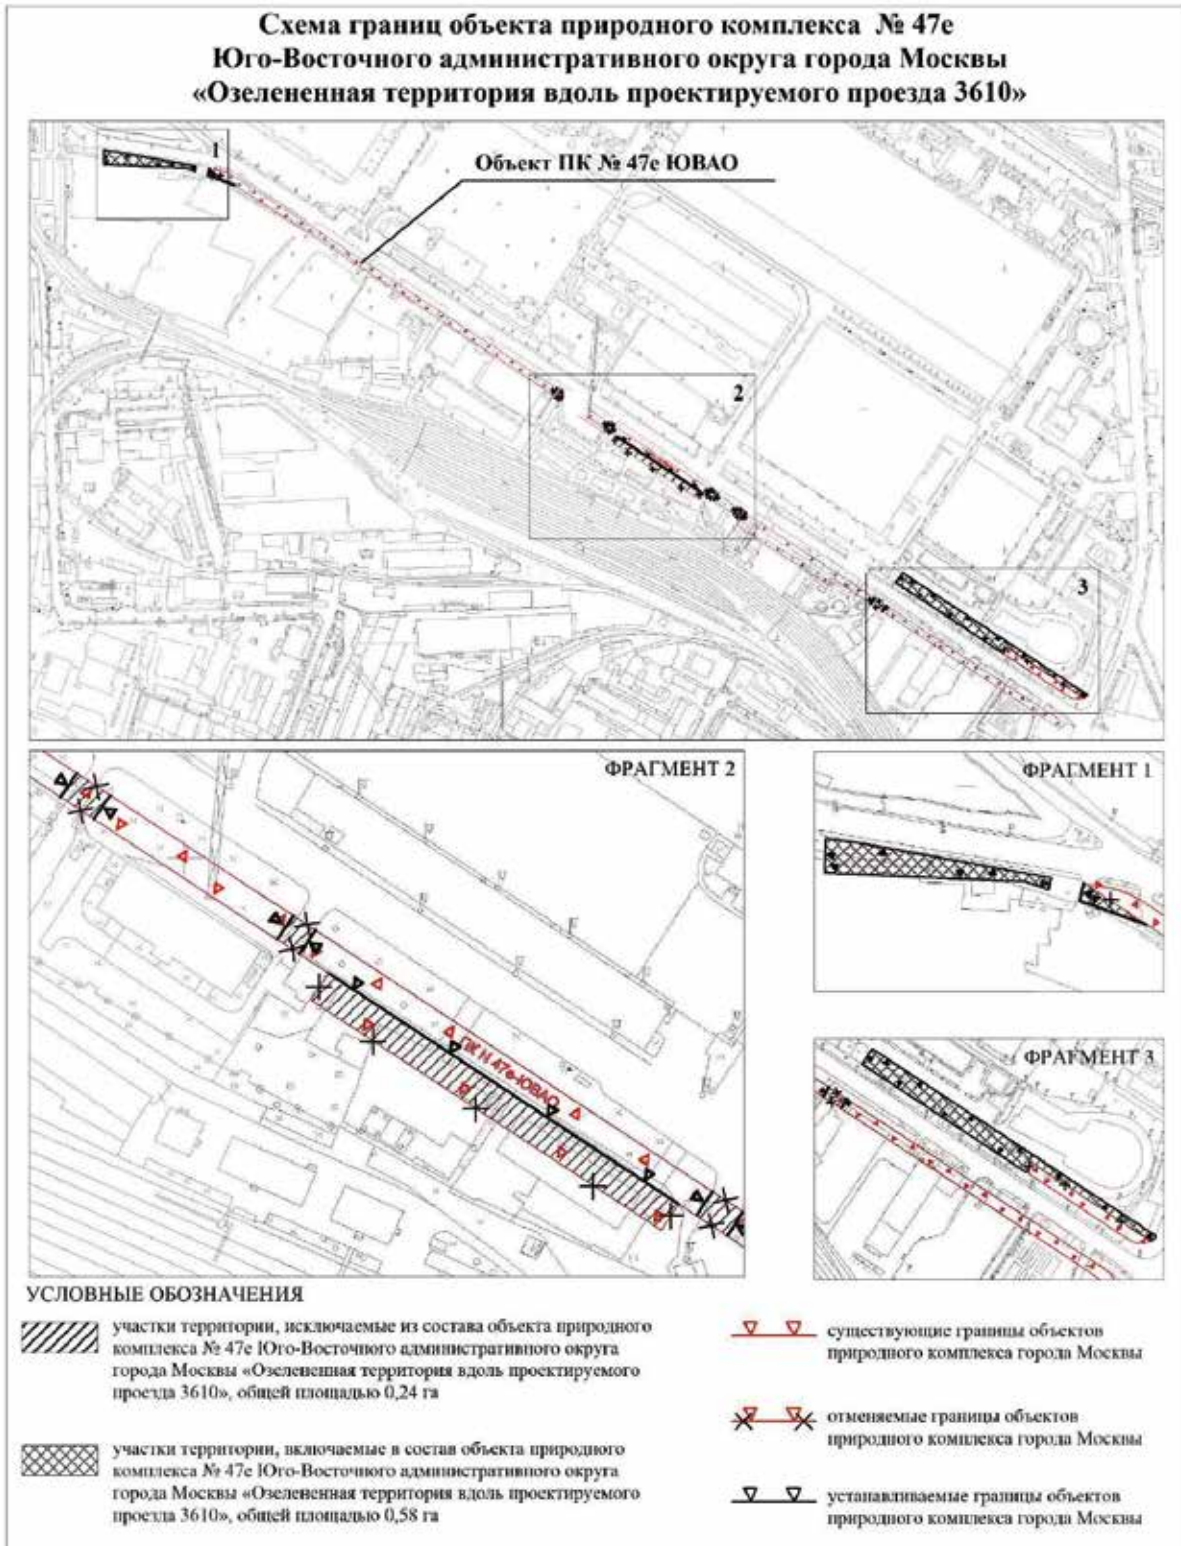 Схема границ объекта природного комплекса № 47е
Юго-Восточного административного округа города Москвы
«Озелененная территория вдоль проектируемого проезда 3610»
1
Объект ПК № 47е ЮВАО
2
3
ФРАГМЕНТ 2
ФРАГМЕНТ 1
ПК N 47е-ЮВАО
ФРАГМЕНТ 3
УСЛОВНЫЕ ОБОЗНАЧЕНИЯ
участки территории, исключаемые из состава объекта природного
комплекса № 47е Юго-Восточного административного округа
города Москвы «Озелененная территория вдоль проектируемого
проезда 3610», общей площадью 0,24 га
участки территории, включаемые в состав объекта природного
комплекса № 47е Юго-Восточного административного округа
города Москвы «Озелененная территория вдоль проектируемого
проезда 3610», общей площадью 0,58 га
существующие границы объектов
природного комплекса города Москвы
отменяемые границы объектов
природного комплекса города Москвы
устанавливаемые границы объектов
природного комплекса города Москвы